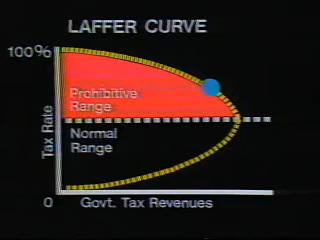 LAFFER CURVE
100%
Prohibitive
Range
Normal
Range
Tax Rate
0 Govt. Tax Revenues